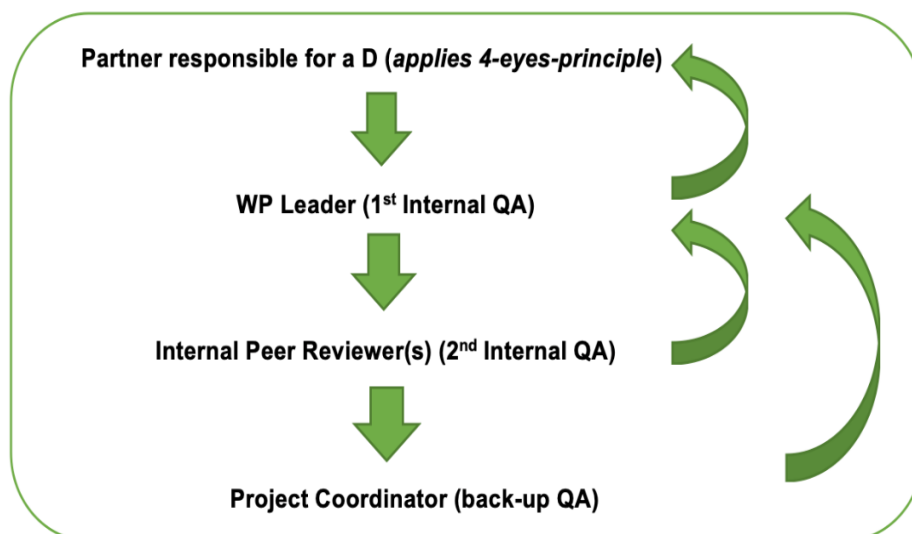 Partner responsible for a D (applies 4-eyes-principle)
WP Leader (1st Internal QA)
Internal Peer Reviewer(s) (2nd Internal QA)
Project Coordinator (back-up QA)